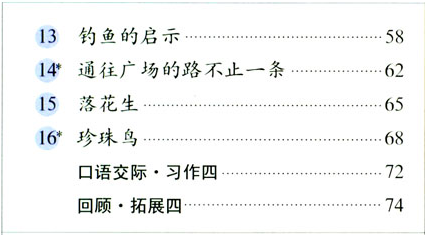 13 钓鱼的启示 ······ 58
14* 通往广场的路不止一条 ······ 62
15 落花生 ······ 65
16* 珍珠鸟 ······ 68
口语交际·习作四 ······ 72
回顾·拓展四 ······ 74